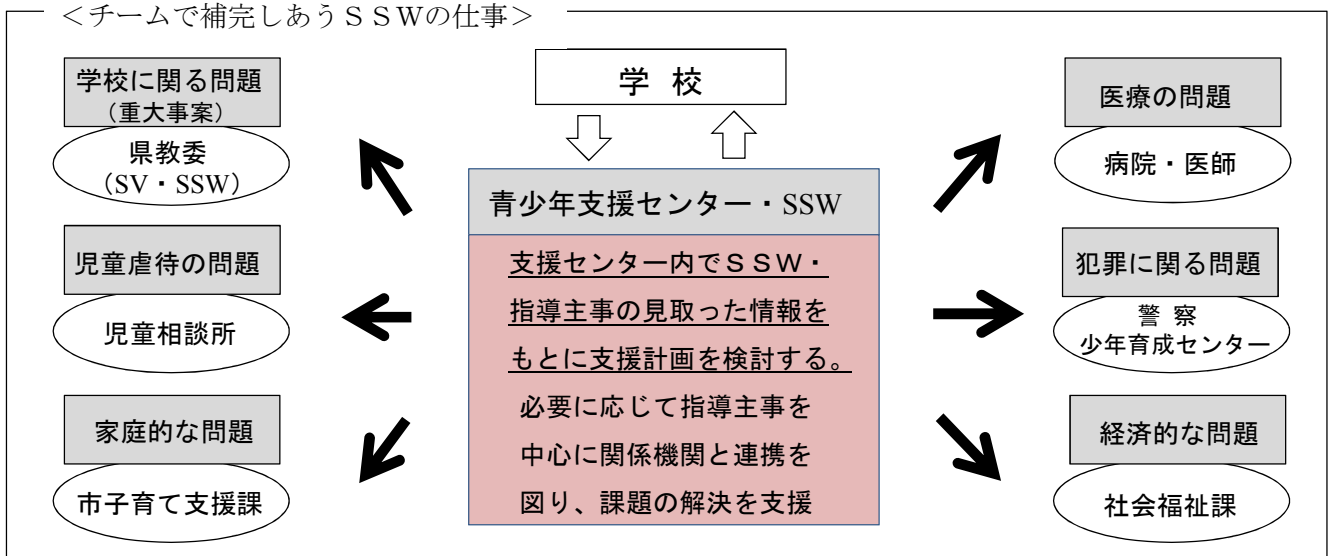 ＜チームで補完しあうＳＳＷの仕事＞
学校に関る問題
（重大事案）
県教委
（SV・SSW）
児童虐待の問題
児童相談所
家庭的な問題
市子育て支援課
学 校
青少年支援センター・SSW
支援センター内でＳＳＷ・
指導主事の見取った情報を
もとに支援計画を検討する。
必要に応じて指導主事を
中心に関係機関と連携を
図り、課題の解決を支援
医療の問題
病院・医師
犯罪に関る問題
警 察
少年育成センター
経済的な問題
社会福祉課